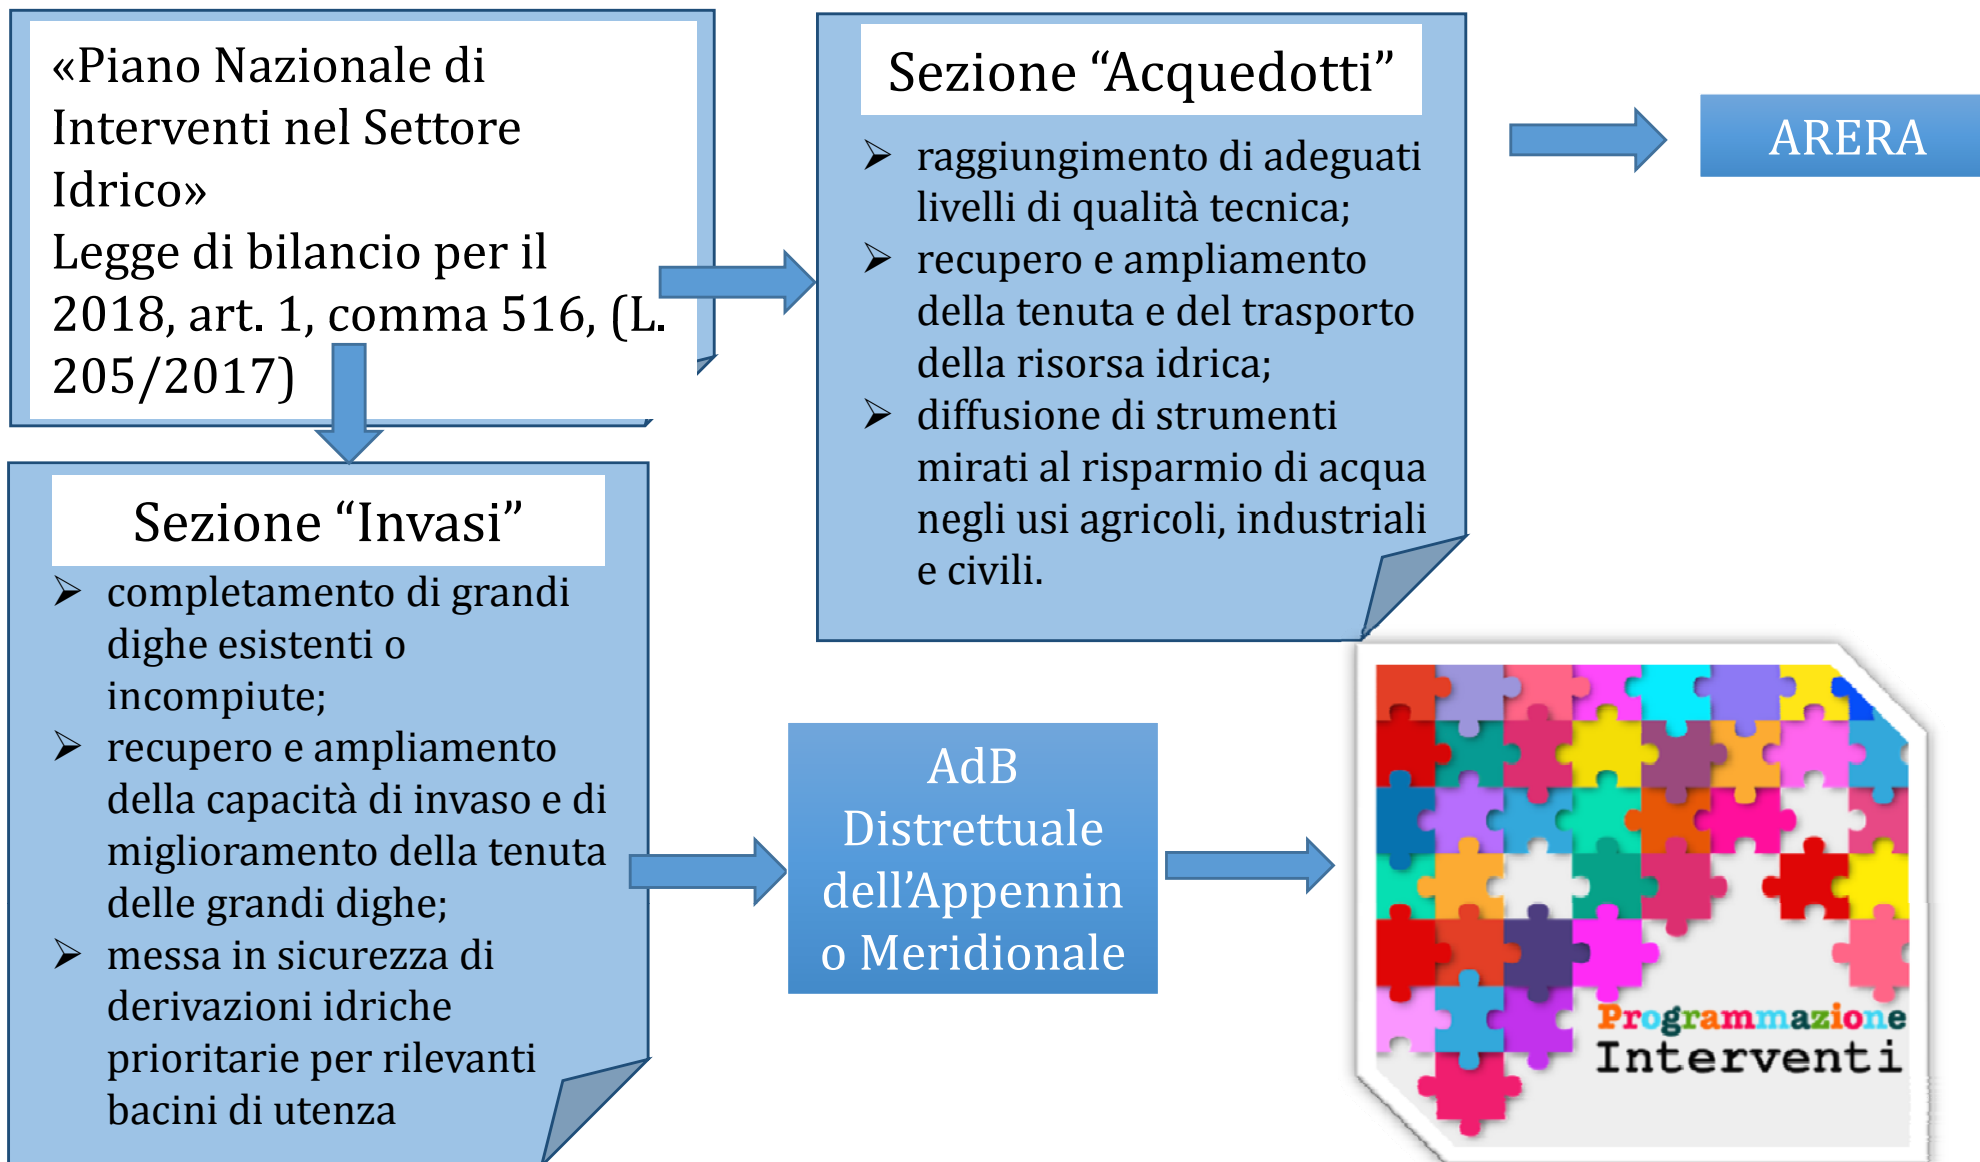 «Piano Nazionale di
Interventi nel Settore
Idrico»
Legge di bilancio per il
2018, art. 1, comma 516, (L.
205/2017)
Sezione “Acquedotti”
➢ raggiungimento di adeguati
livelli di qualità tecnica;
➢ recupero e ampliamento
della tenuta e del trasporto
della risorsa idrica;
➢ diffusione di strumenti
mirati al risparmio di acqua
negli usi agricoli, industriali
e civili.
ARERA
Sezione “Invasi”
➢ completamento di grandi
dighe esistenti o
incompiute;
➢ recupero e ampliamento
della capacità di invaso e di
miglioramento della tenuta
delle grandi dighe;
➢ messa in sicurezza di
derivazioni idriche
prioritarie per rilevanti
bacini di utenza
AdB
Distrettuale
dell’Appennin
o Meridionale
Programmazione
Interventi